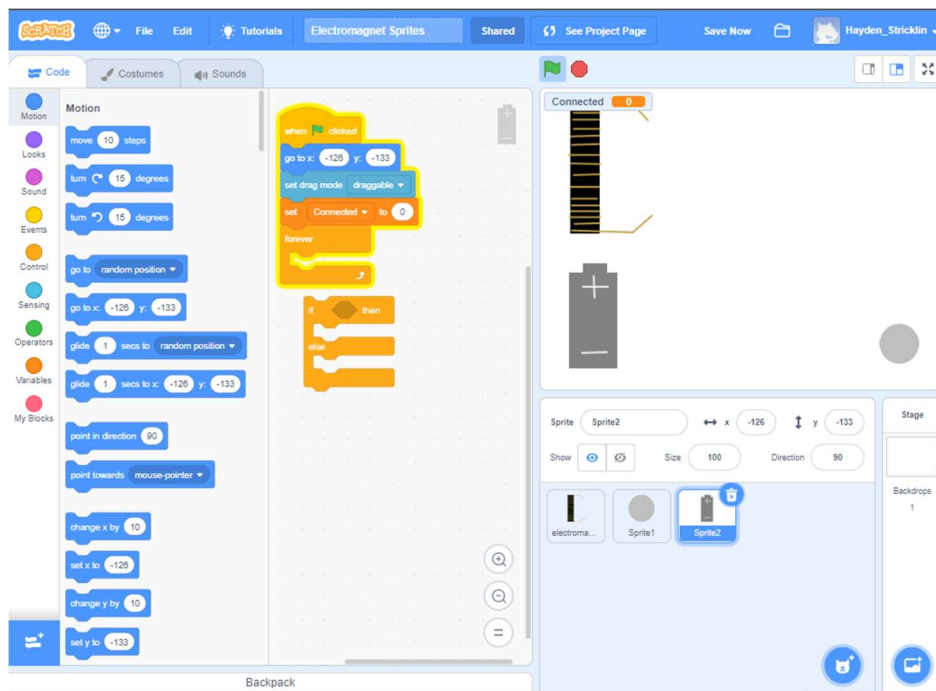 SCRATCH File Edit Tutorials Electromagnet Sprites Shared See Project Page Save Now Hayden_Stricklin
Code Costumes Sounds
Motion
Looks
Sound
Events
Control
Sensing
Operators
Variables
My Blocks
Motion
move 10 steps
turn 15 degrees
turn 15 degrees
go to random position
go to x: -126 y: -133
glide 1 secs to random position
glide 1 secs to x: -126 y: -133
point in direction 90
point towards mouse-pointer
change x by 10
set x to -126
change y by 10
set y to -133
when clicked
go to x: -126 y: -133
set drag mode draggable
set Connected to 0
forever
if then
else
Connected 0
Sprite Sprite2 x -126 y -133
Show Size 100 Direction 90
electroma... Sprite1 Sprite2
Stage
Backdrops
1
Backpack